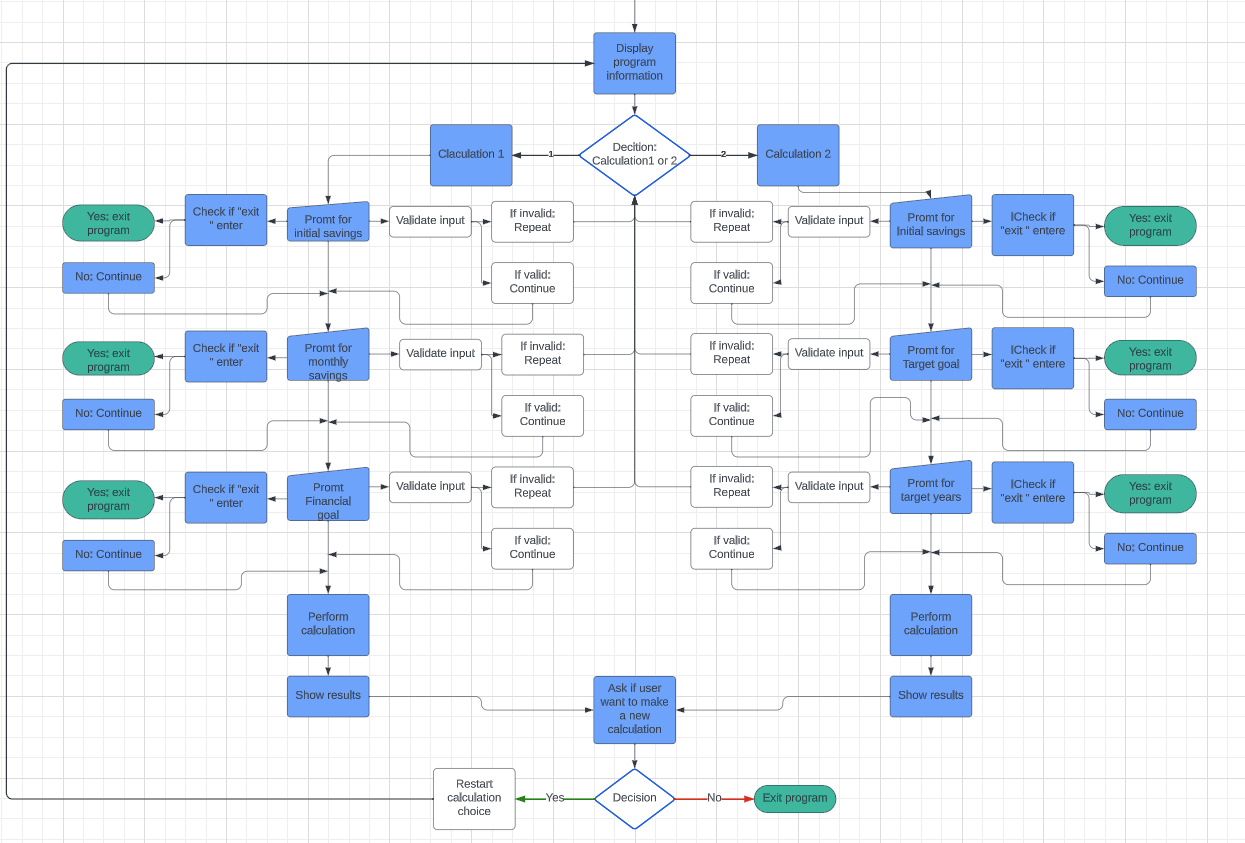 Display
program
information
Decition:
Calculation1 or 2
1
2
Claculation 1
Calculation 2
Yes: exit
program
Check if "exit
" enter
Promt for
initial savings
Validate input
If invalid:
Repeat
No: Continue
If valid:
Continue
If invalid:
Repeat
Validate input
Promt for
Initial savings
ICheck if
"exit " entere
Yes: exit
program
If valid:
Continue
No: Continue
Yes: exit
program
Check if "exit
" enter
Promt for
monthly
savings
Validate input
If invalid:
Repeat
No: Continue
If valid:
Continue
If invalid:
Repeat
Validate input
Promt for
Target goal
ICheck if
"exit " entere
Yes: exit
program
If valid:
Continue
No: Continue
Yes: exit
program
Check if "exit
" enter
Promt
Financial
goal
Validate input
If invalid:
Repeat
No: Continue
If valid:
Continue
If invalid:
Repeat
Validate input
Promt for
target years
ICheck if
"exit " entere
Yes: exit
program
If valid:
Continue
No: Continue
Perform
calculation
Perform
calculation
Show results
Show results
Ask if user
want to make
a new
calculation
Restart
calculation
choice
Yes
Decision
No
Exit program